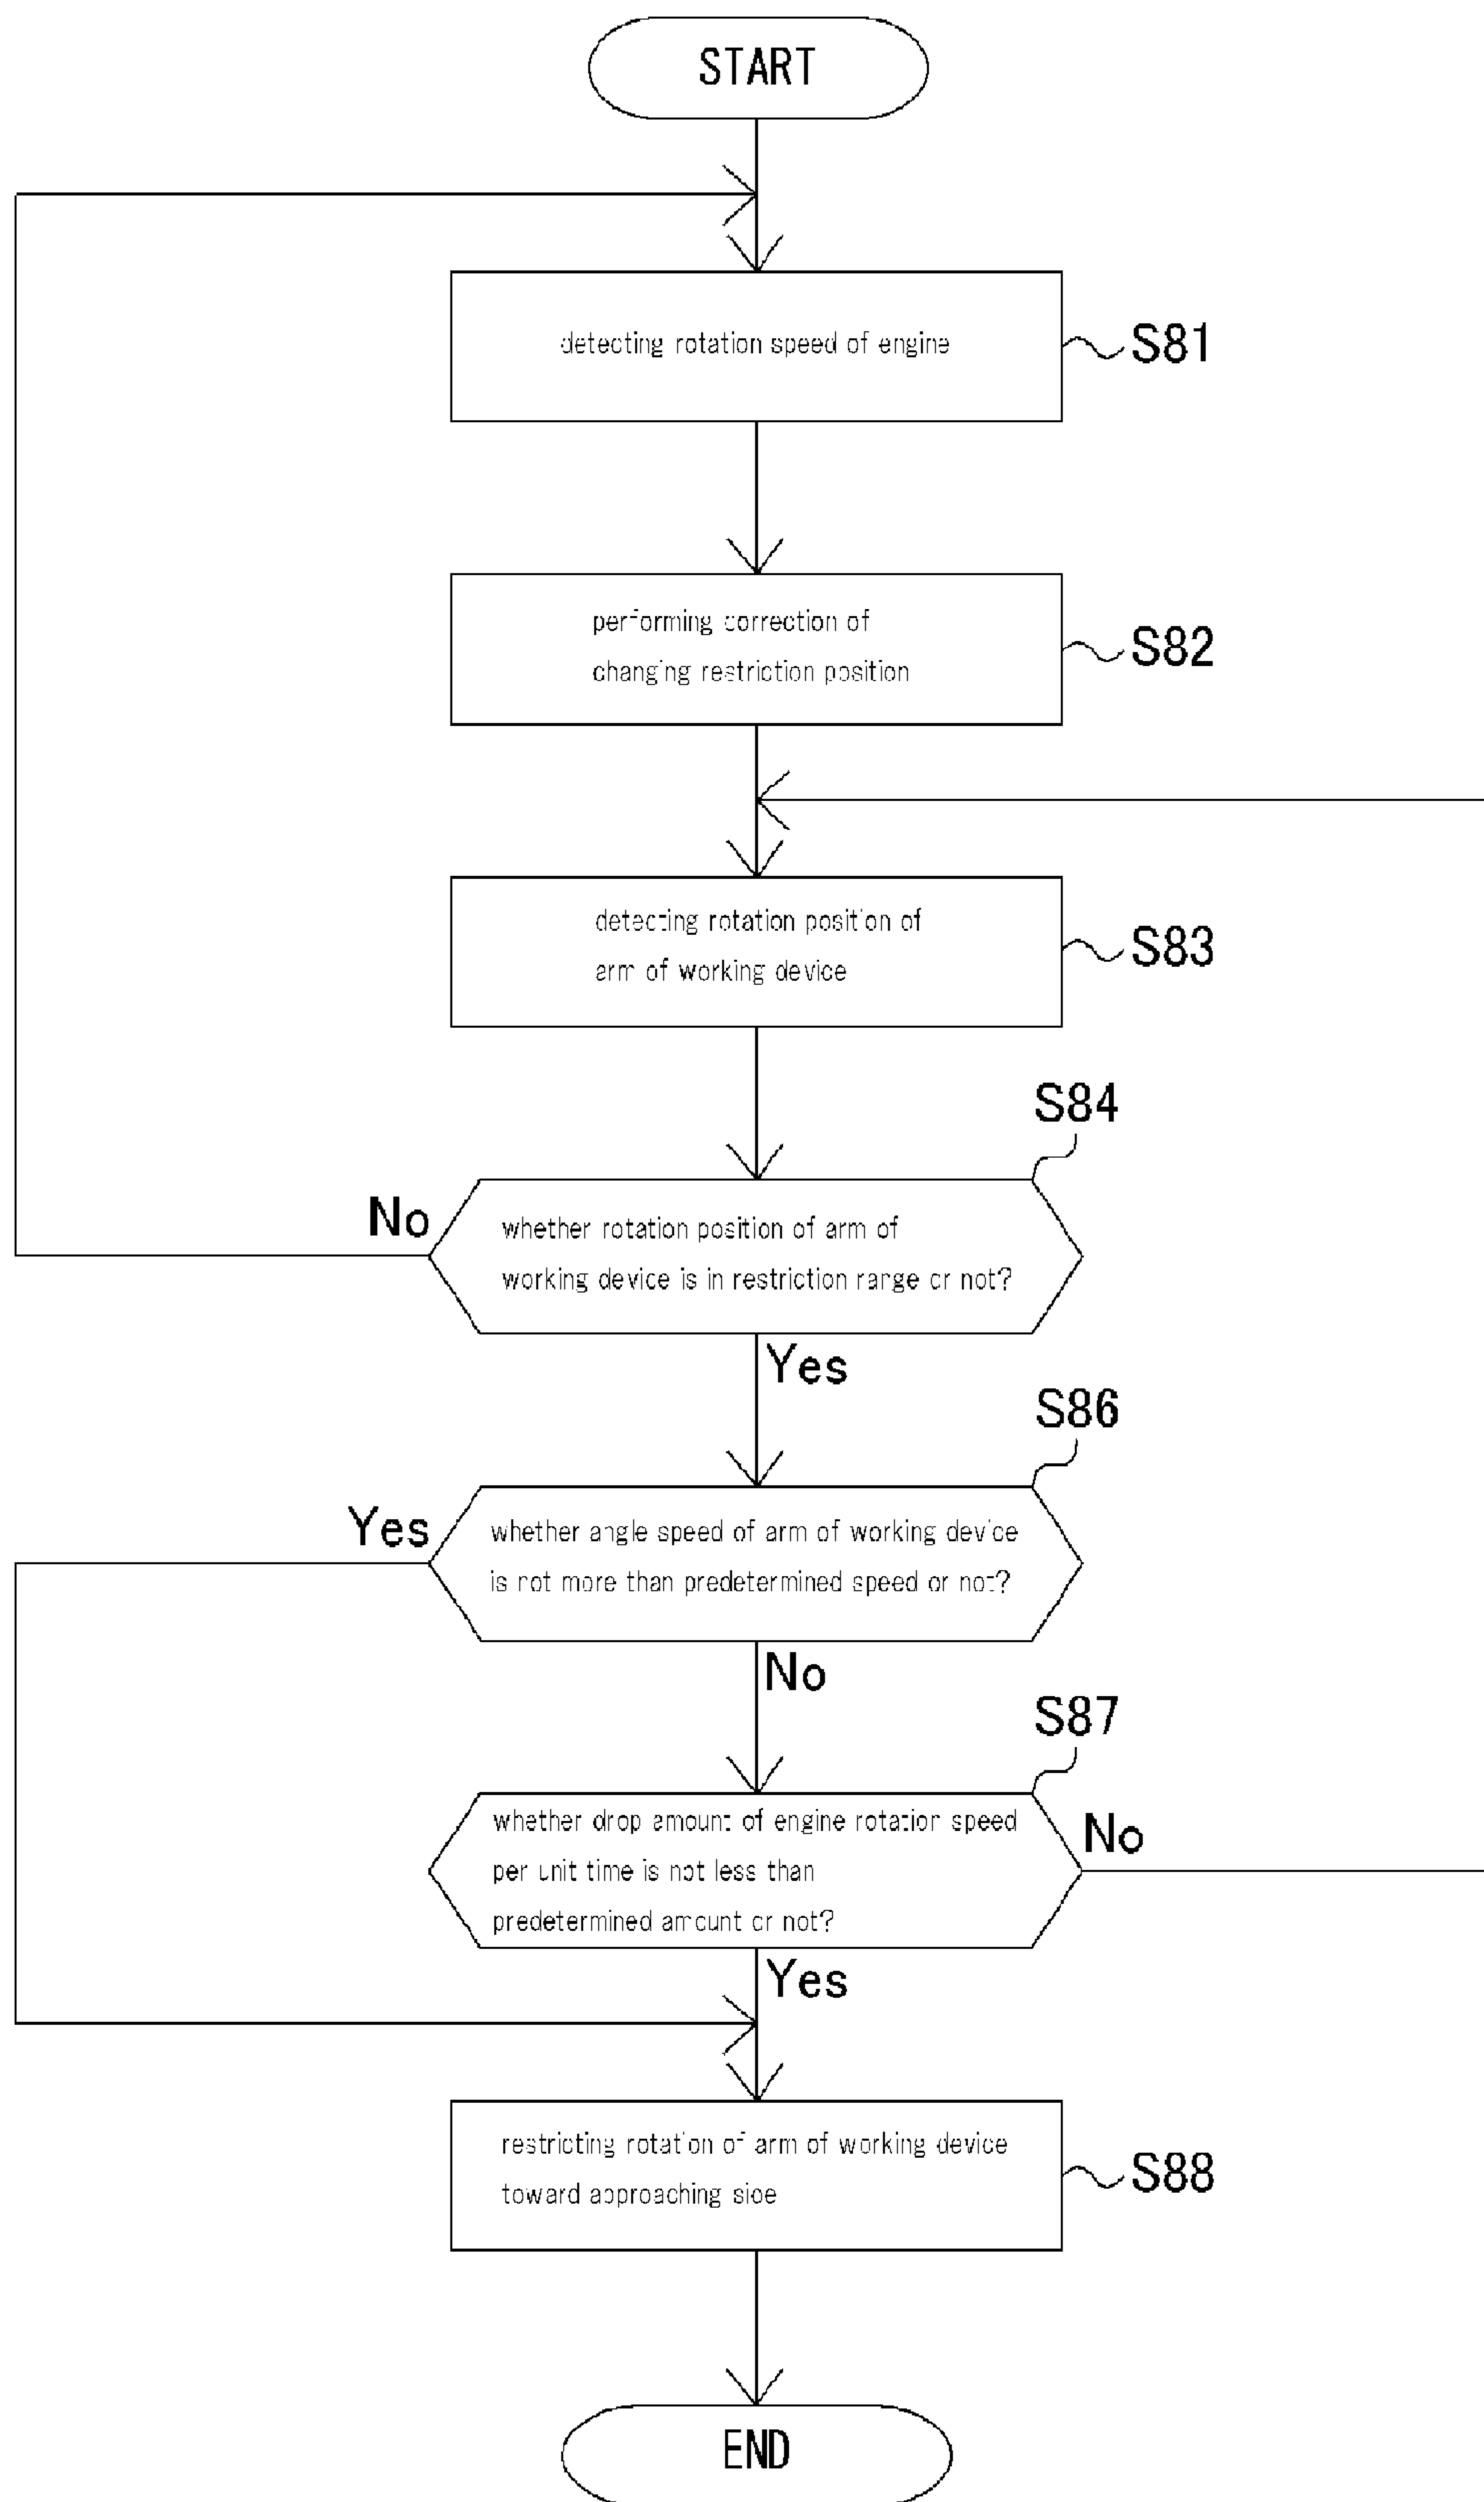 START
detecting rotation speed of engine
S81
performing correction of
changing restriction position
S82
detecting rotation position of
arm of working device
S83
S84
No
whether rotation position of arm of
working device is in restriction range or not?
Yes
S86
Yes
whether angle speed of arm of working device
is not more than predetermined speed or not?
No
S87
whether drop amount of engine rotation speed
per unit time is not less than
predetermined amount or not?
No
Yes
restricting rotation of arm of working device
toward approaching side
S88
END